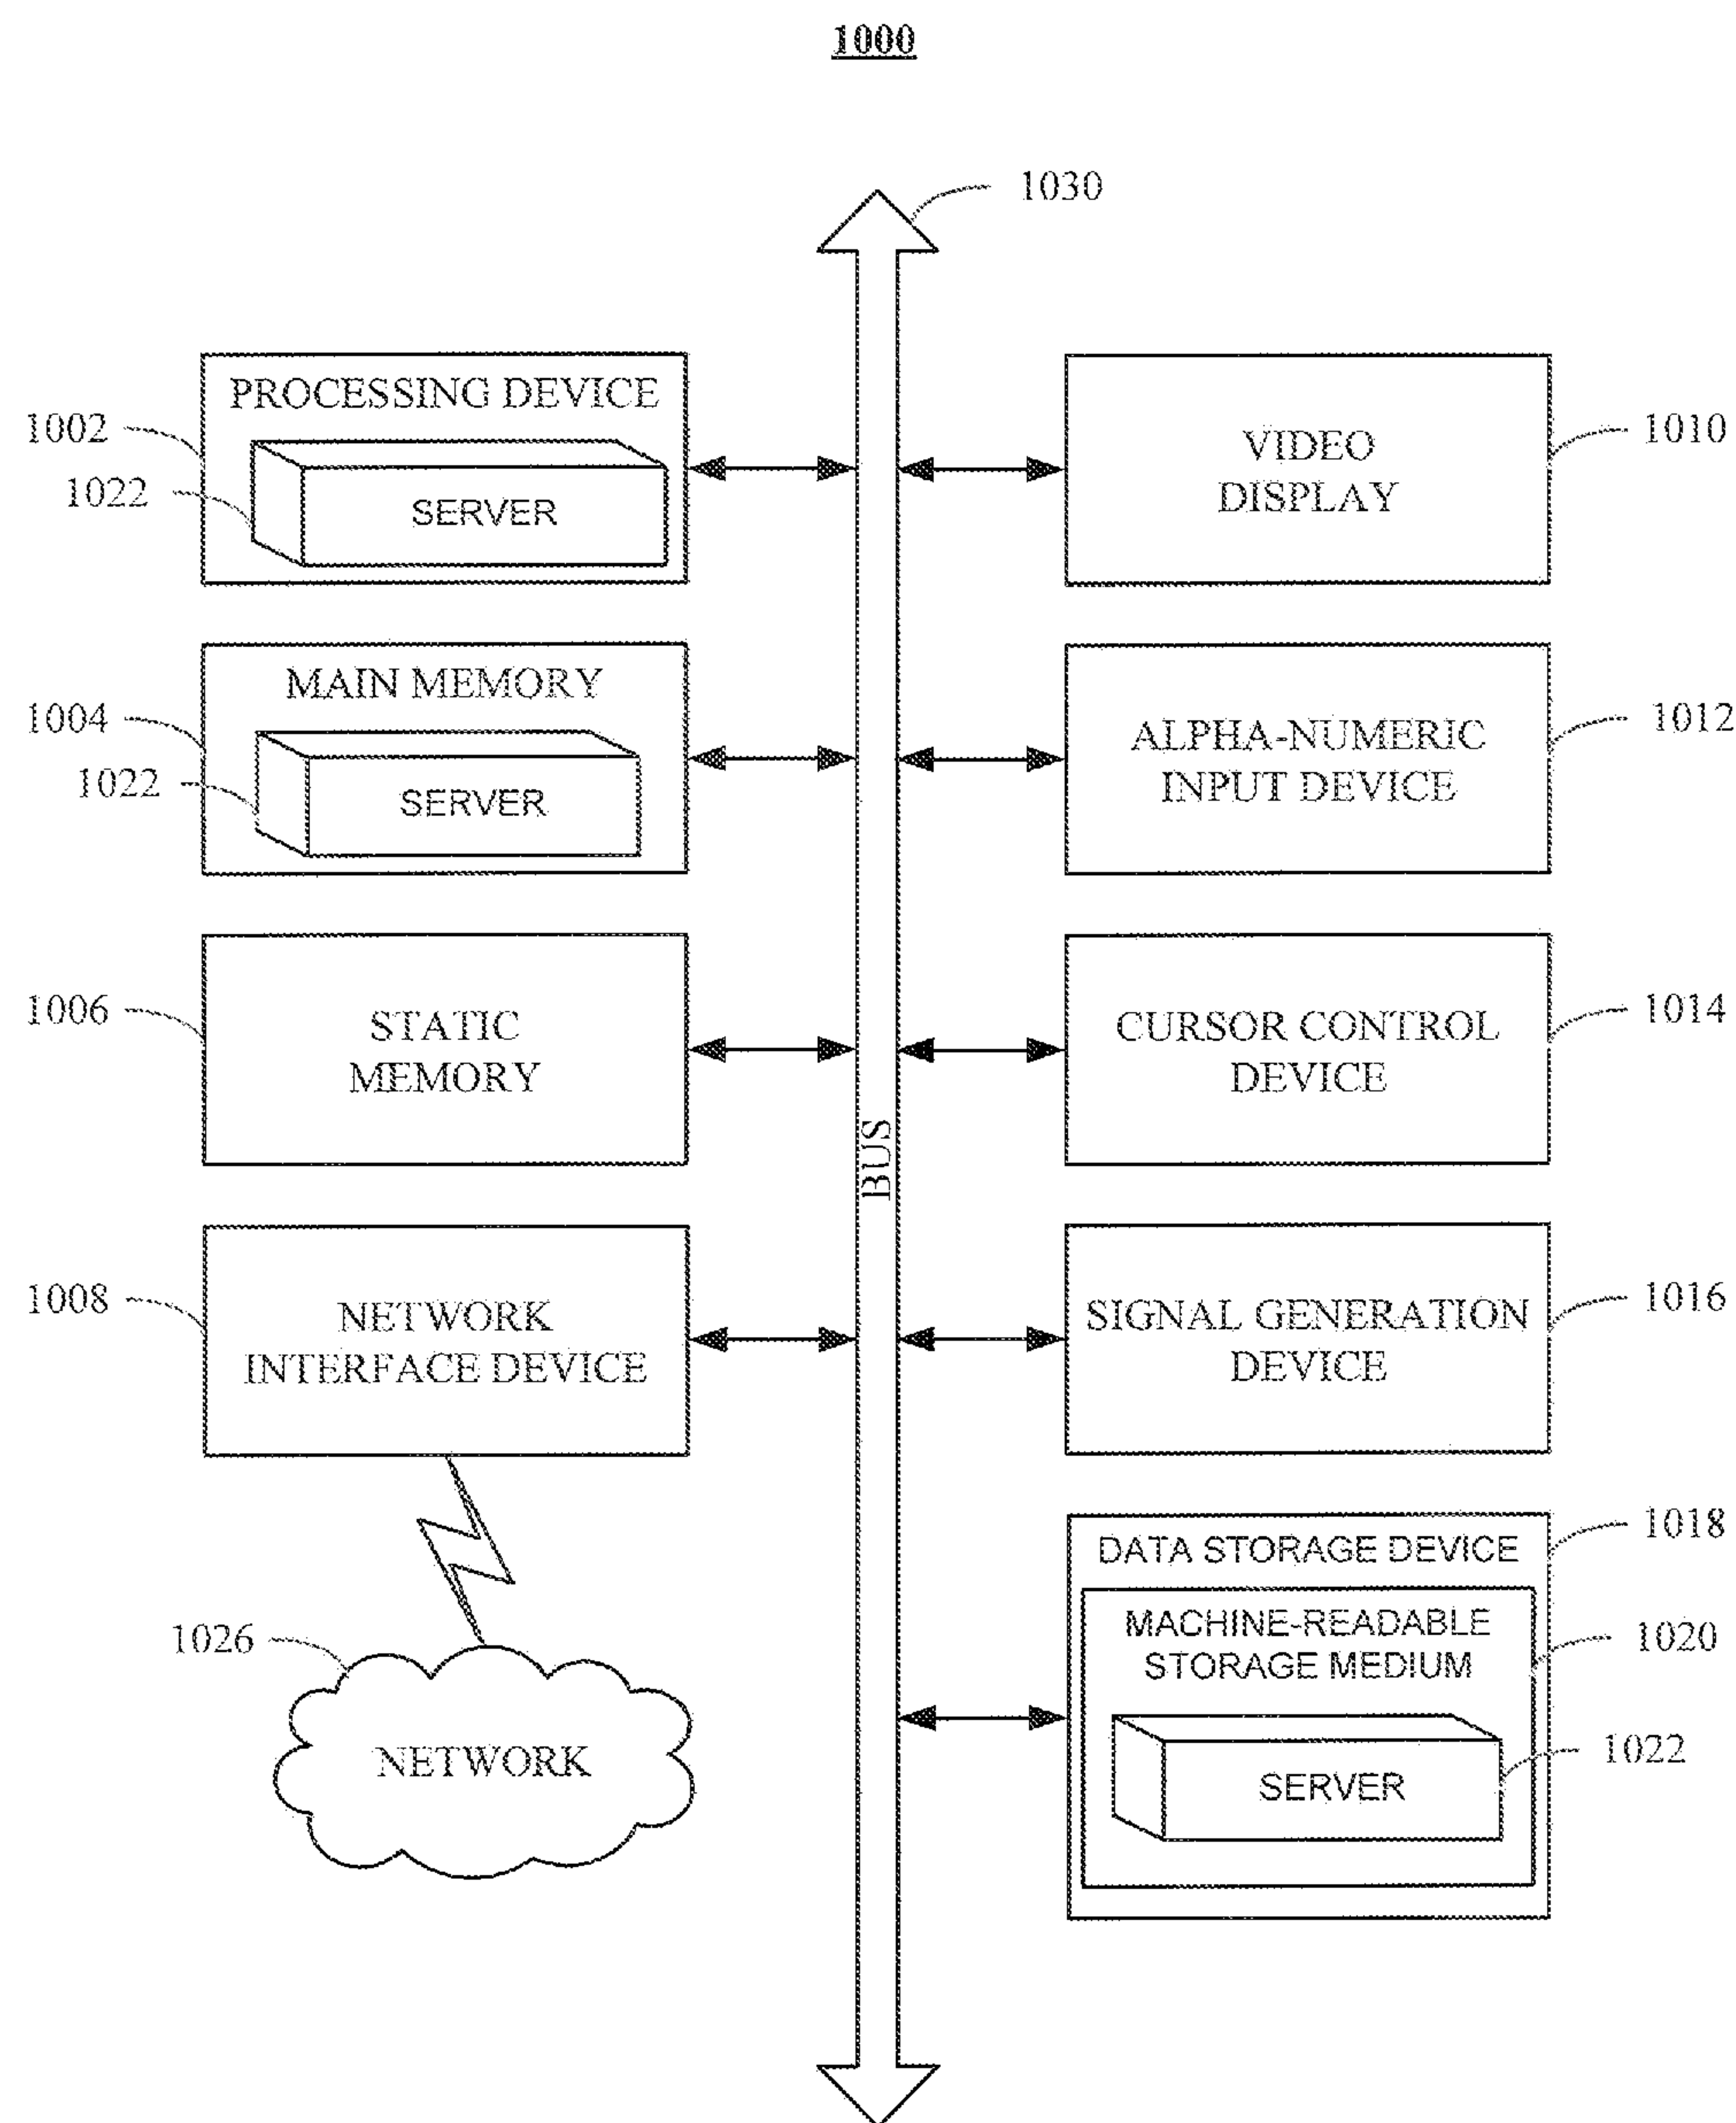 1000
1030
PROCESSING DEVICE
1002
1022
SERVER
VIDEO
DISPLAY
1010
MAIN MEMORY
1004
1022
SERVER
ALPHA-NUMERIC
INPUT DEVICE
1012
1006
STATIC
MEMORY
CURSOR CONTROL
DEVICE
1014
BUS
1008
NETWORK
INTERFACE DEVICE
SIGNAL GENERATION
DEVICE
1016
1018
DATA STORAGE DEVICE
MACHINE-READABLE
STORAGE MEDIUM
1020
SERVER
1022
1026
NETWORK